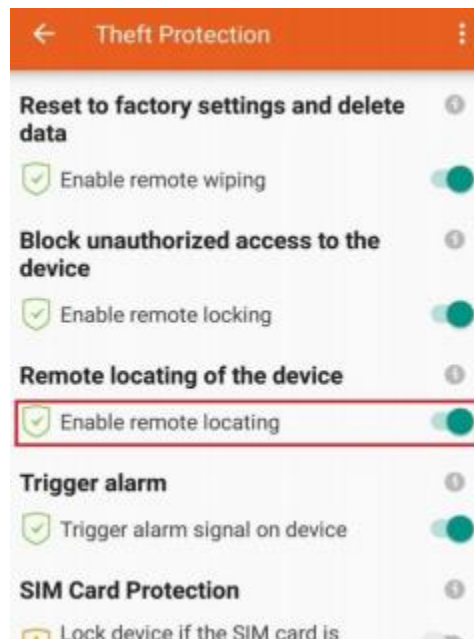 Theft Protection
Reset to factory settings and delete
data
Enable remote wiping
Block unauthorized access to the
device
Enable remote locking
Remote locating of the device
Enable remote locating
Trigger alarm
Trigger alarm signal on device
SIM Card Protection
Lock device if the SIM card is